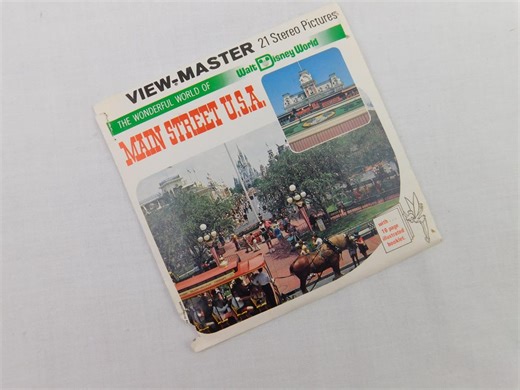 VIEW-MASTER 21 Stereo Pictures
THE WONDERFUL WORLD OF Walt Disney World
MAIN STREET U.S.A.
with
16 page
illustrated
booklet